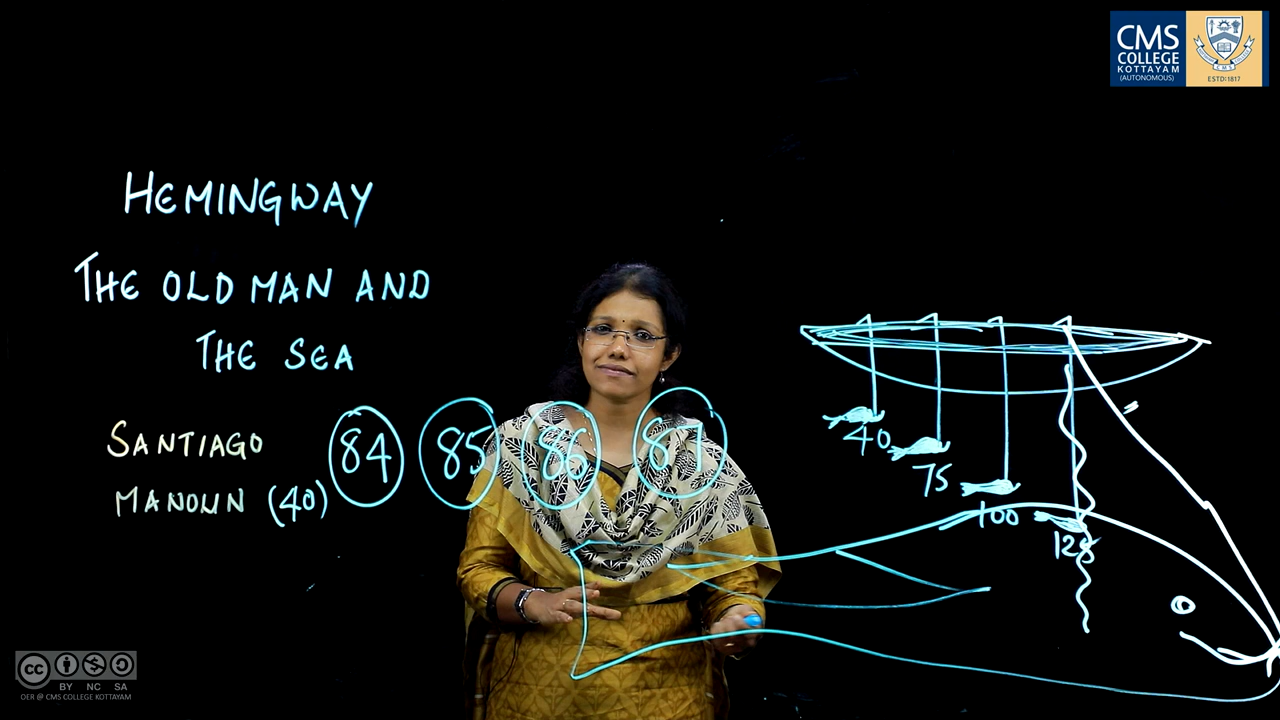 CMS
COLLEGE
KOTTAYAM
(AUTONOMOUS)
ESTD:1817
HEMINGWAY
THE OLD MAN AND
THE SEA
SANTIAGO
MANOLIN (40)
84 85 86 87
40
75
100
125
cc
BY NC SA
OER @ CMS COLLEGE KOTTAYAM